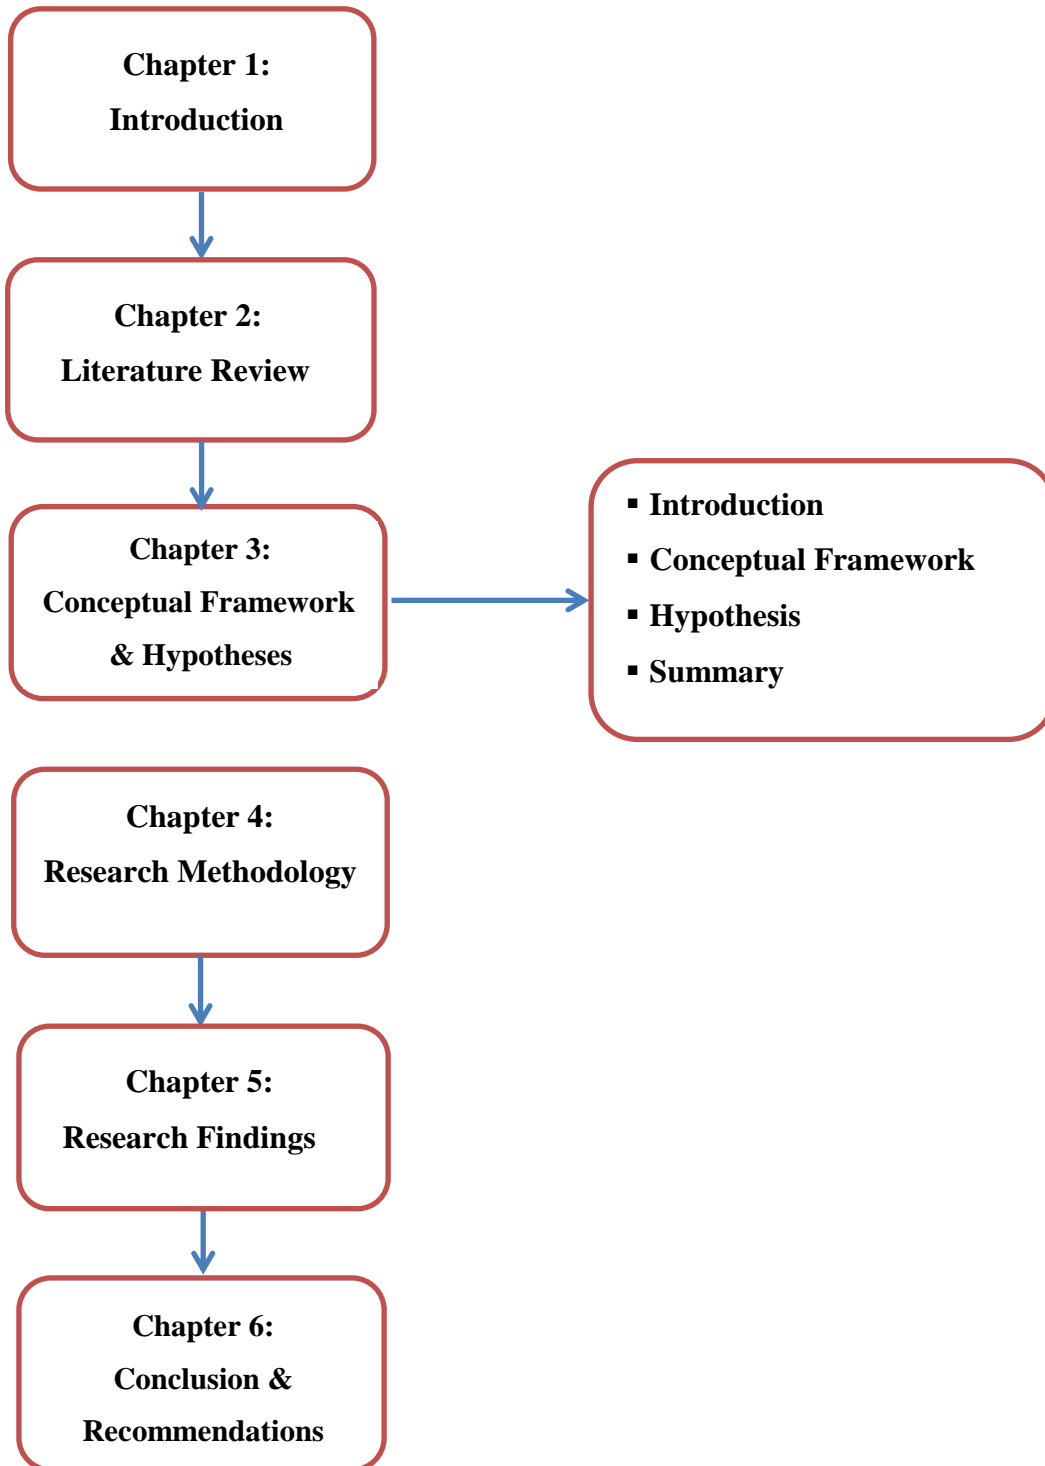 Chapter 1:
Introduction
Chapter 2:
Literature Review
Chapter 3:
Conceptual Framework
& Hypotheses
▪ Introduction
▪ Conceptual Framework
▪ Hypothesis
▪ Summary
Chapter 4:
Research Methodology
Chapter 5:
Research Findings
Chapter 6:
Conclusion &
Recommendations